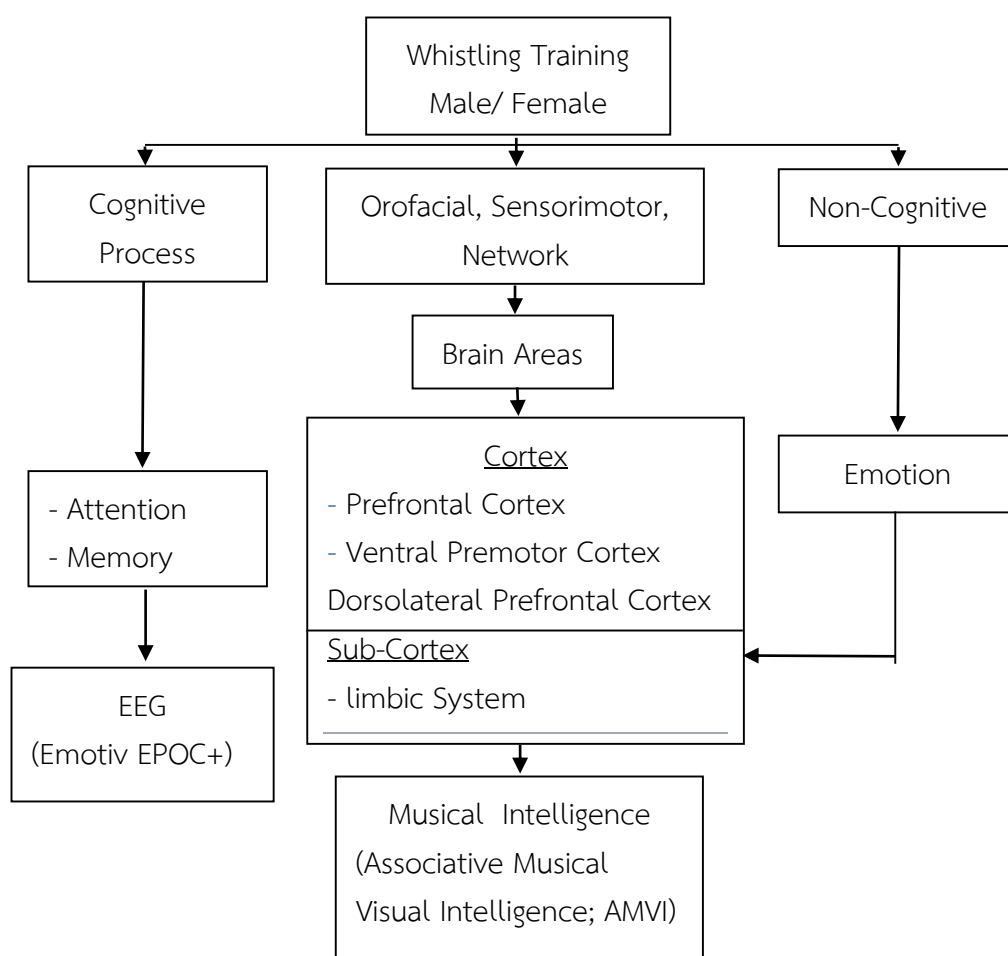 Whistling Training
Male/ Female
Cognitive
Process
Orofacial, Sensorimotor,
Network
Non-Cognitive
Brain Areas
Cortex
- Prefrontal Cortex
- Ventral Premotor Cortex
Dorsolateral Prefrontal Cortex
Emotion
- Attention
- Memory
Sub-Cortex
- limbic System
EEG
(Emotiv EPOC+)
Musical Intelligence
(Associative Musical
Visual Intelligence; AMVI)